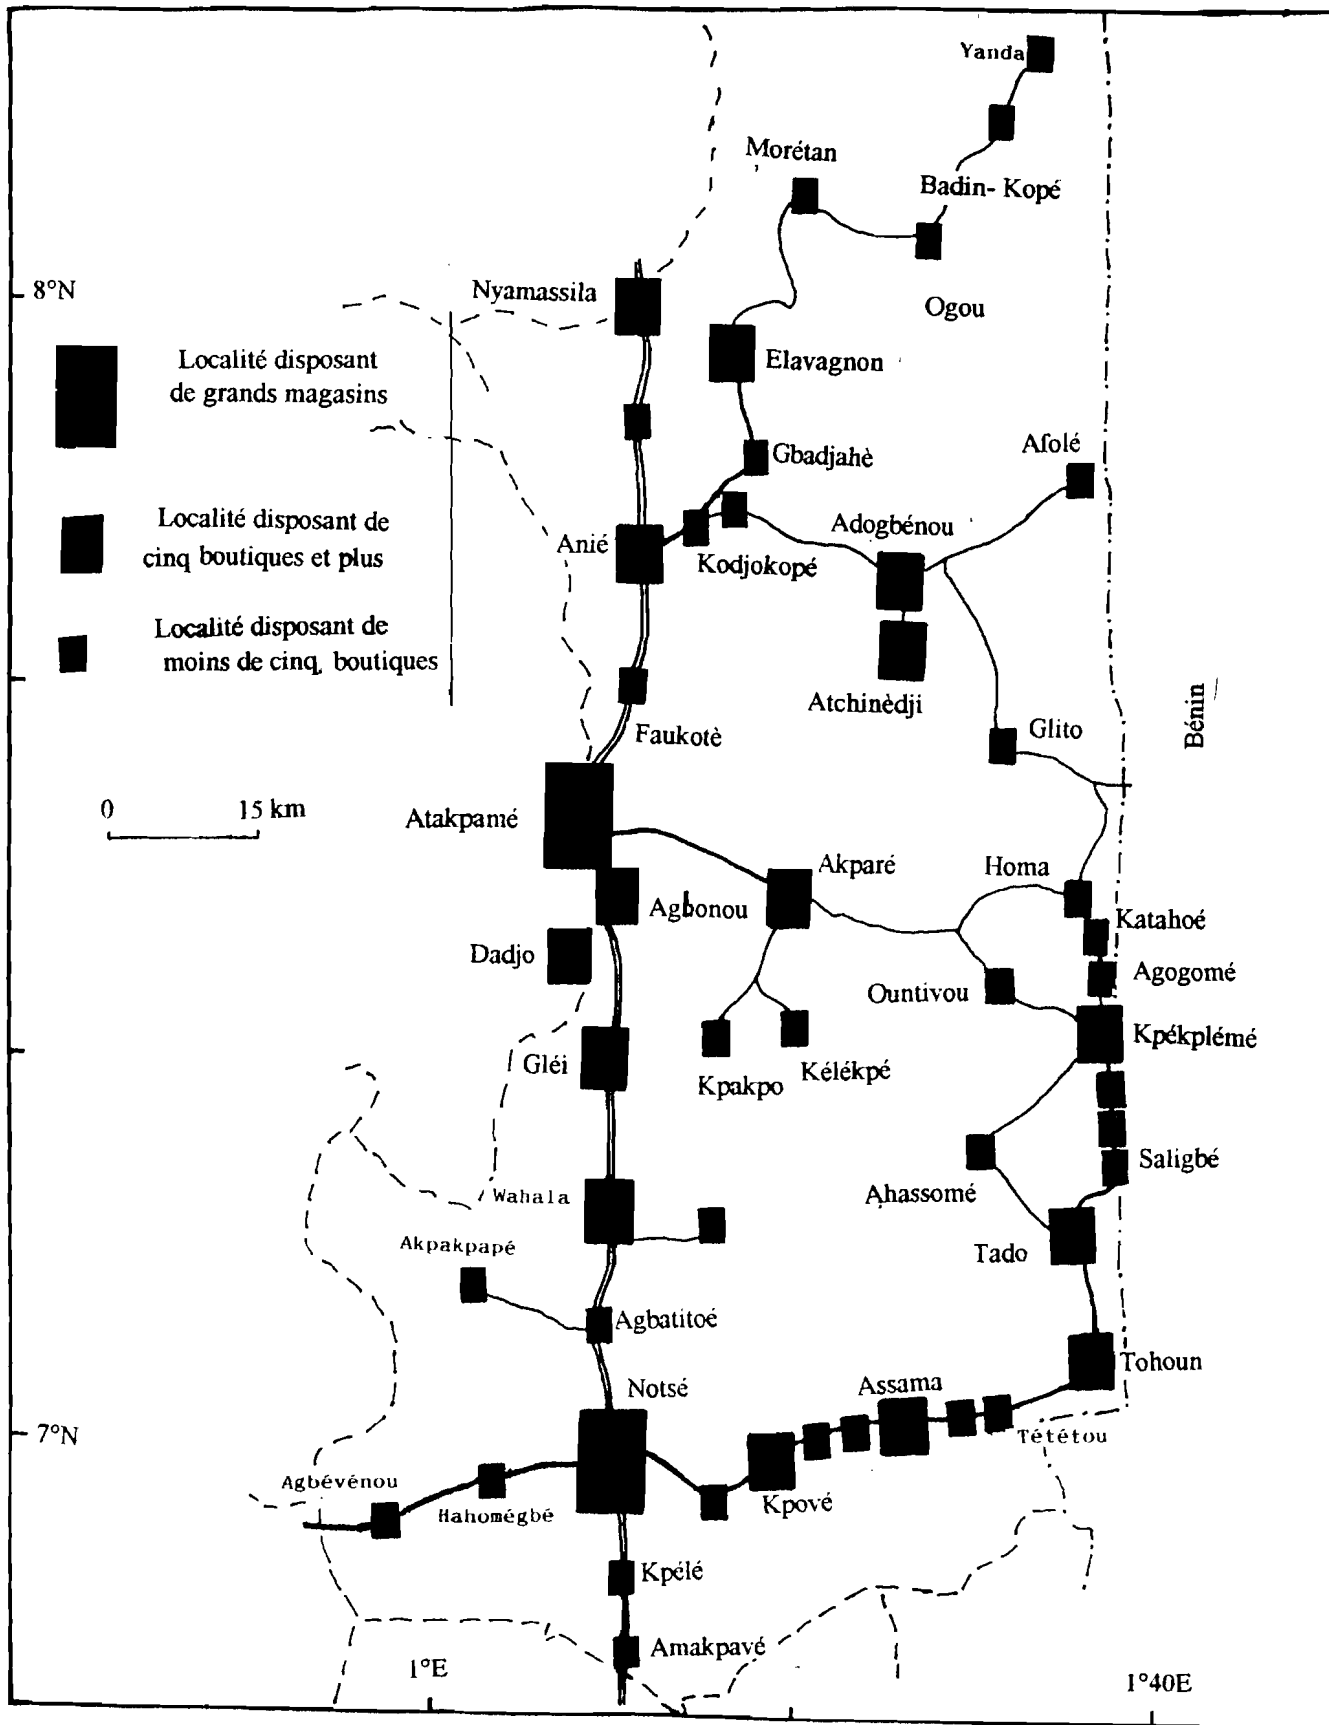 Yanda
Morétan
Badin- Kopé
8°N
Nyamassila
Ogou
Elavagnon
Localité disposant
de grands magasins
Afolé
Gbadjahè
Localité disposant de
cinq boutiques et plus
Adogbénou
Anié
Kodjokopé
Localité disposant de
moins de cinq boutiques
Atchinèdji
Bénin
Faukotè
Glito
0 15 km
Atakpamé
Akparé
Homa
Agbonou
Katahoé
Dadjo
Agogomé
Ountivou
Kpékplémé
Gléi
Kpakpo
Kélékpé
Saligbé
Wahala
Ahassomé
Akpakpapé
Tado
Agbatitoé
Tohoun
Notsé
Assama
7°N
Tététou
Agbévénou
Hahomégbé
Kpové
Kpélé
Amakpavé
1°E
1°40E